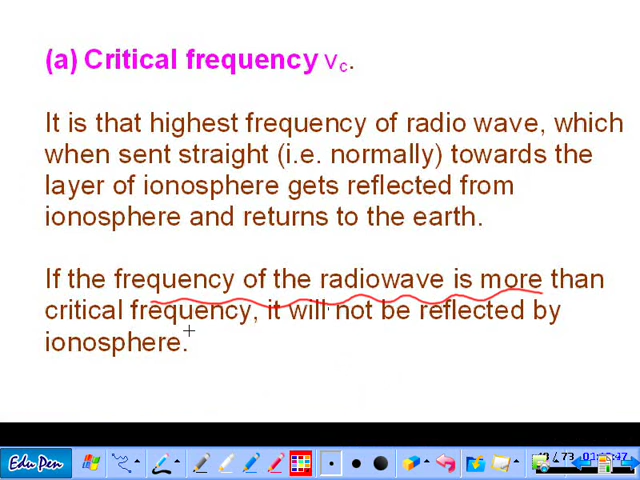 (a) Critical frequency νc.
It is that highest frequency of radio wave, which
when sent straight (i.e. normally) towards the
layer of ionosphere gets reflected from
ionosphere and returns to the earth.
If the frequency of the radiowave is more than
critical frequency, it will not be reflected by
ionosphere.
Edu Pen
/ 73